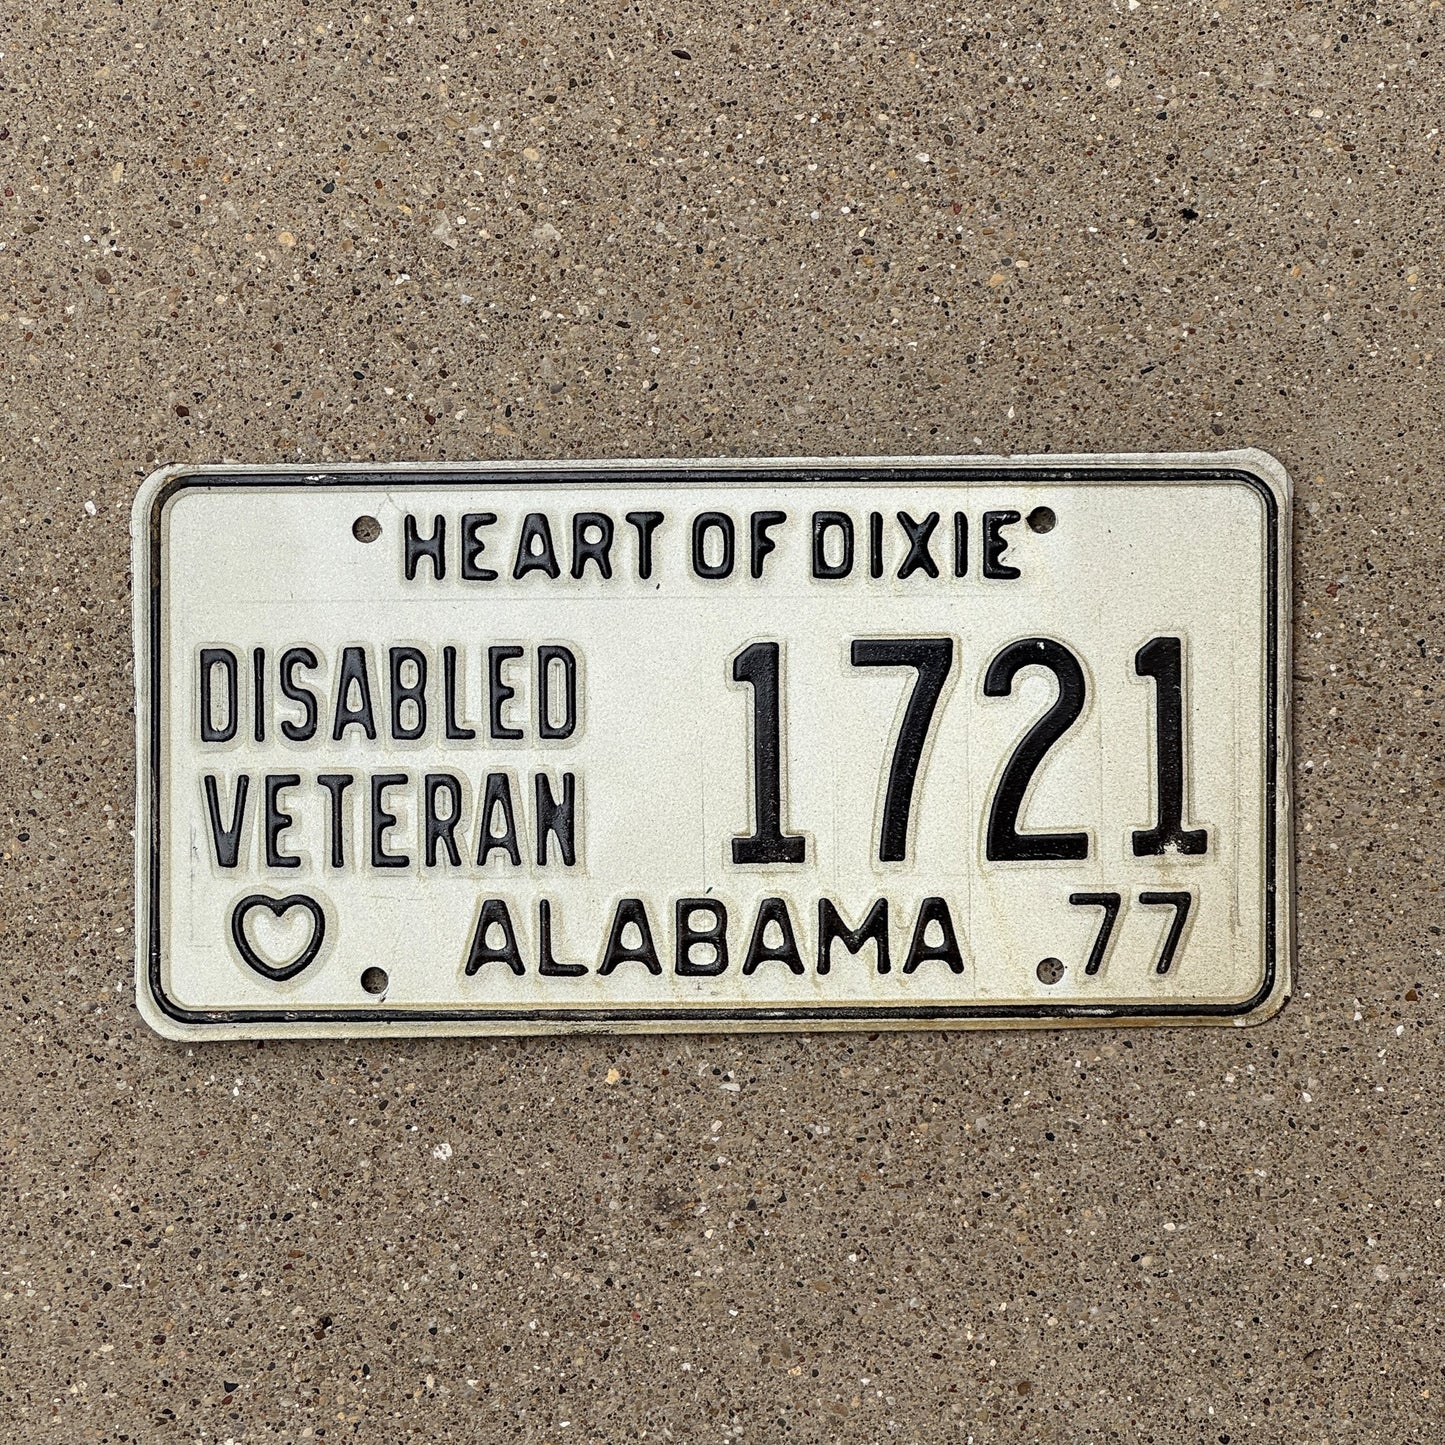 HEART OF DIXIE
DISABLED
VETERAN
1721
ALABAMA 77